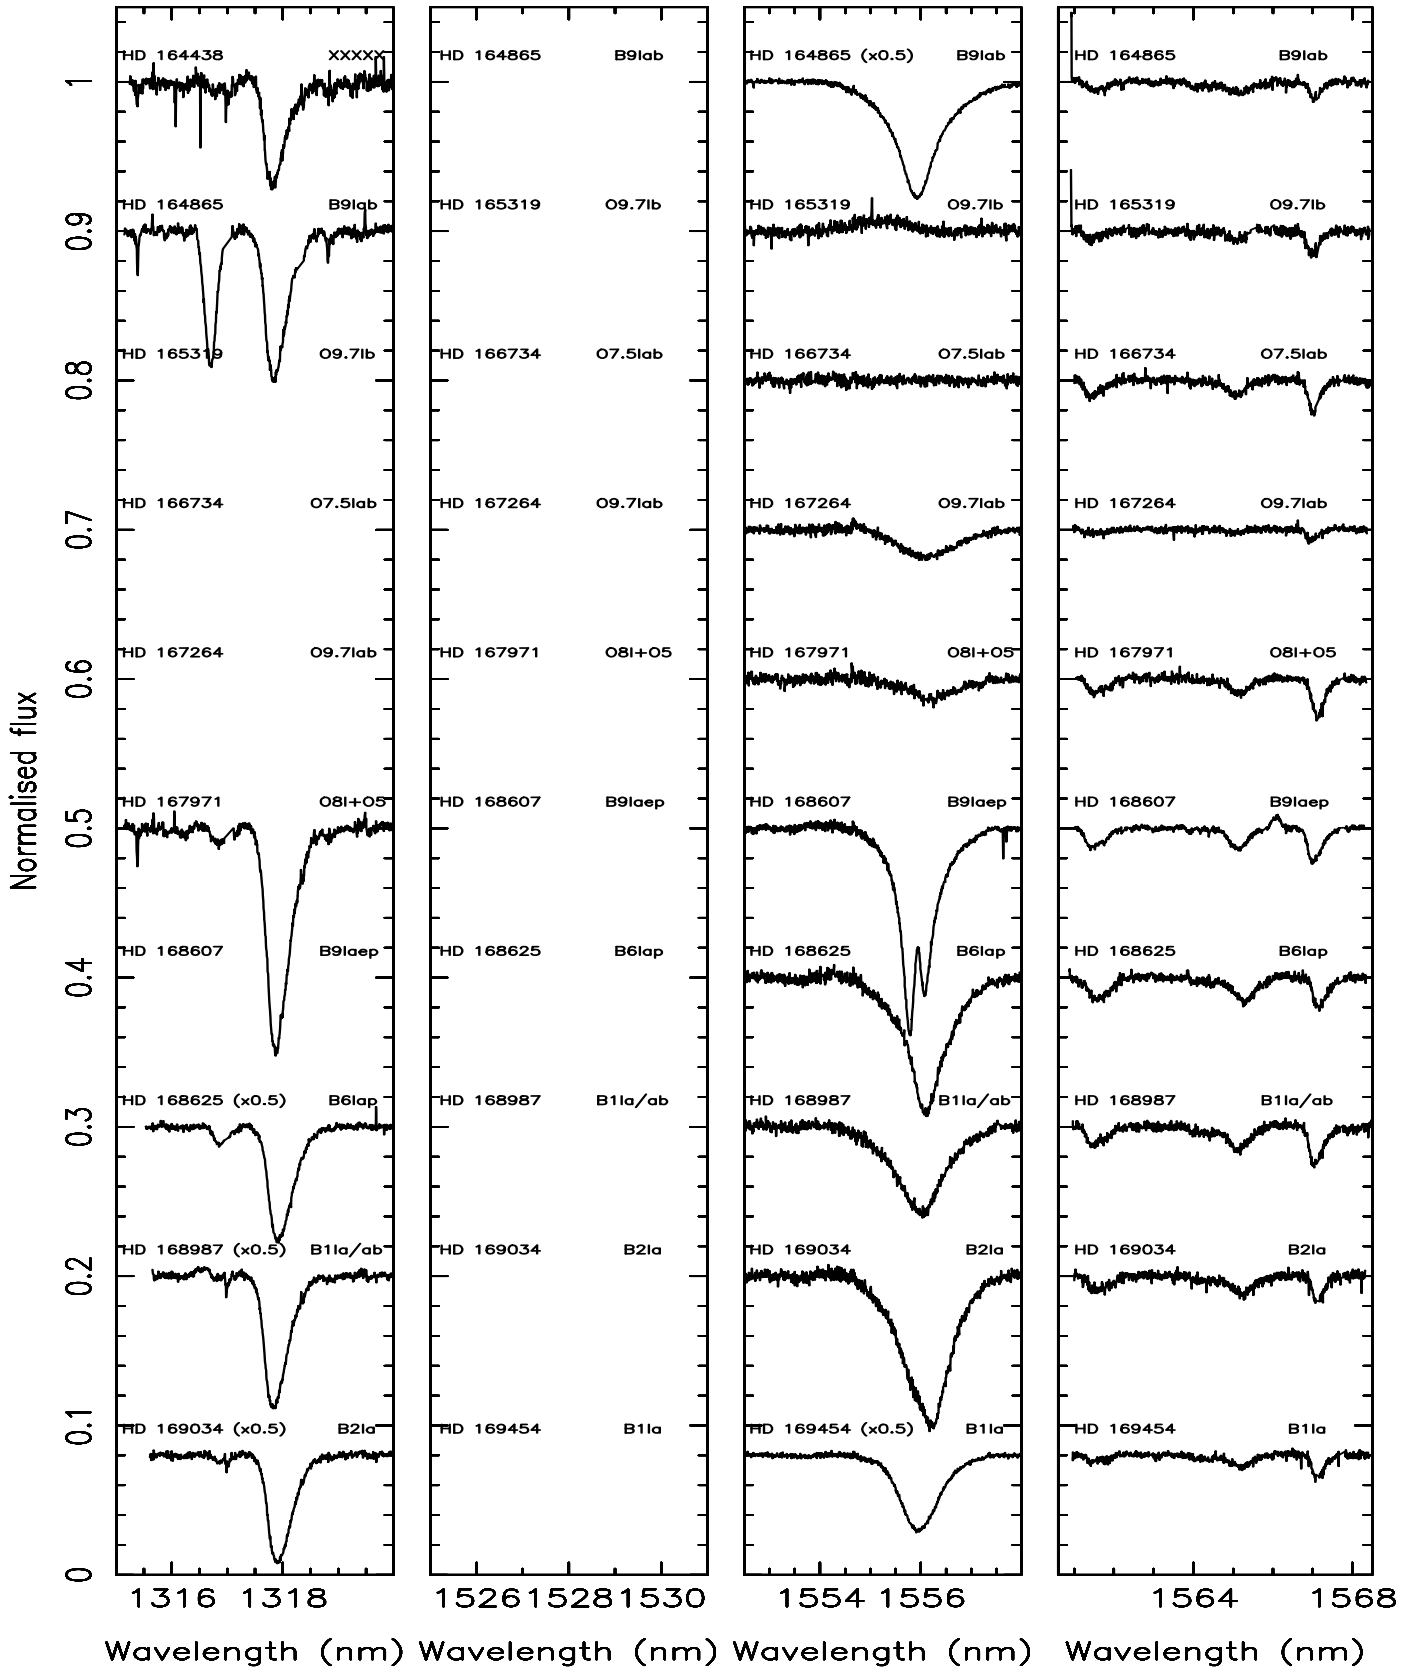 HD 164438 XXXXX
HD 164865 B9Iab
HD 165319 O9.7Ib
HD 166734 O7.5Iab
HD 167264 O9.7Iab
HD 167971 O8I+O5
HD 168607 B9Iaep
HD 168625 (x0.5) B6Iap
HD 168987 (x0.5) B1Ia/ab
HD 169034 (x0.5) B2Ia
HD 164865 B9Iab
HD 165319 O9.7Ib
HD 166734 O7.5Iab
HD 167264 O9.7Iab
HD 167971 O8I+O5
HD 168607 B9Iaep
HD 168625 B6Iap
HD 168987 B1Ia/ab
HD 169034 B2Ia
HD 169454 B1Ia
HD 164865 (x0.5) B9Iab
HD 165319 O9.7Ib
HD 166734 O7.5Iab
HD 167264 O9.7Iab
HD 167971 O8I+O5
HD 168607 B9Iaep
HD 168625 B6Iap
HD 168987 B1Ia/ab
HD 169034 B2Ia
HD 169454 (x0.5) B1Ia
HD 164865 B9Iab
HD 165319 O9.7Ib
HD 166734 O7.5Iab
HD 167264 O9.7Iab
HD 167971 O8I+O5
HD 168607 B9Iaep
HD 168625 B6Iap
HD 168987 B1Ia/ab
HD 169034 B2Ia
HD 169454 B1Ia
1
0.9
0.8
0.7
0.6
0.5
0.4
0.3
0.2
0.1
0
Normalised flux
1316 1318
1526 1528 1530
1554 1556
1564 1568
Wavelength (nm)
Wavelength (nm)
Wavelength (nm)
Wavelength (nm)